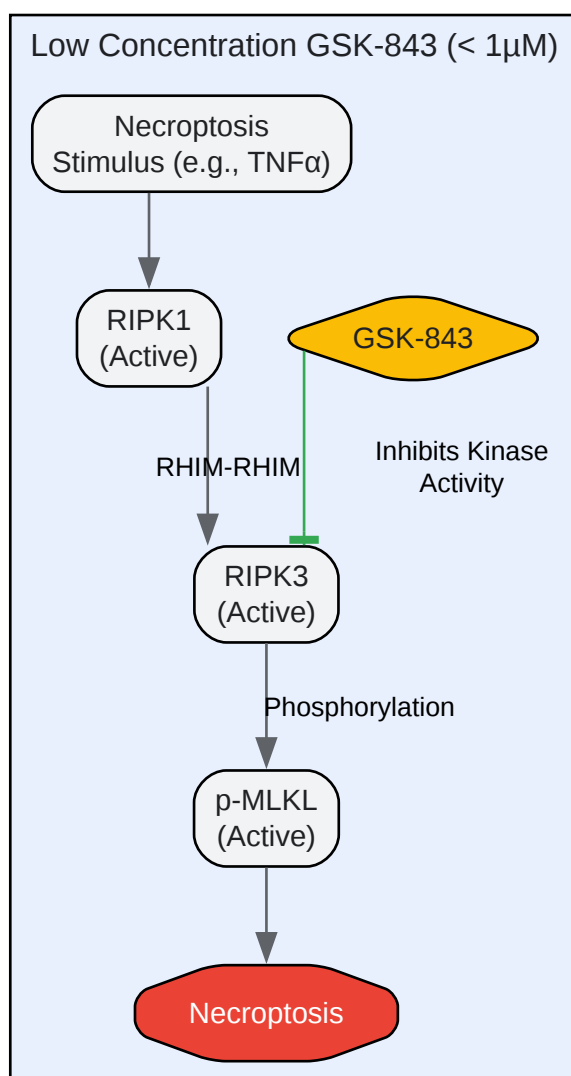 Low Concentration GSK-843 (< 1µM)
Necroptosis
Stimulus (e.g., TNFα)
RIPK1
(Active)
GSK-843
RHIM-RHIM
Inhibits Kinase
Activity
RIPK3
(Active)
Phosphorylation
p-MLKL
(Active)
Necroptosis